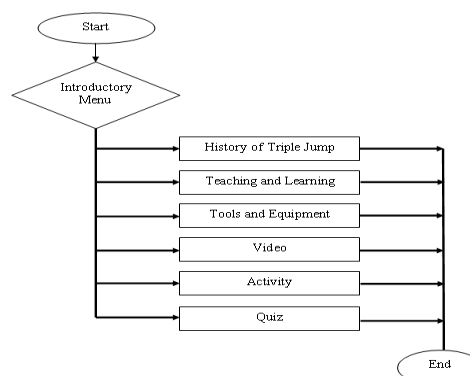 Start
Introductory
Menu
History of Triple Jump
Teaching and Learning
Tools and Equipment
Video
Activity
Quiz
End